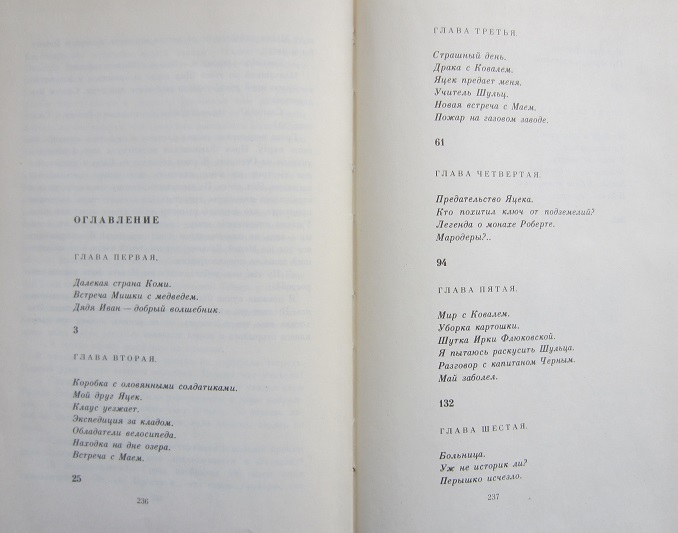 ОГЛАВЛЕНИЕ
ГЛАВА ПЕРВАЯ.
Далекая страна Коми.
Встреча Мишки с медведем.
Дядя Иван — добрый волшебник.
3
ГЛАВА ВТОРАЯ.
Коробка с оловянными солдатиками.
Мой друг Яцек.
Клаус уезжает.
Экспедиция за кладом.
Обладатели велосипеда.
Находка на дне озера.
Встреча с Маем.
25
236
ГЛАВА ТРЕТЬЯ.
Страшный день.
Драка с Ковалем.
Яцек предает меня.
Учитель Шульц.
Новая встреча с Маем.
Пожар на газовом заводе.
61
ГЛАВА ЧЕТВЕРТАЯ.
Предательство Яцека.
Кто похитил ключ от подземелий?
Легенда о монахе Роберте.
Мародеры?..
94
ГЛАВА ПЯТАЯ.
Мир с Ковалем.
Уборка картошки.
Шутка Ирки Флюковской.
Я пытаюсь раскусить Шульца.
Разговор с капитаном Черным.
Май заболел.
132
ГЛАВА ШЕСТАЯ.
Больница.
Уж не историк ли?
Перышко исчезло.
237